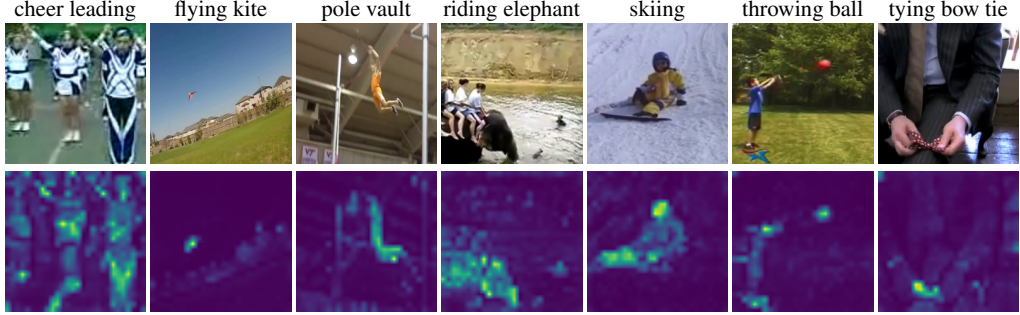 cheer leading
flying kite
pole vault
riding elephant
skiing
throwing ball
tying bow tie